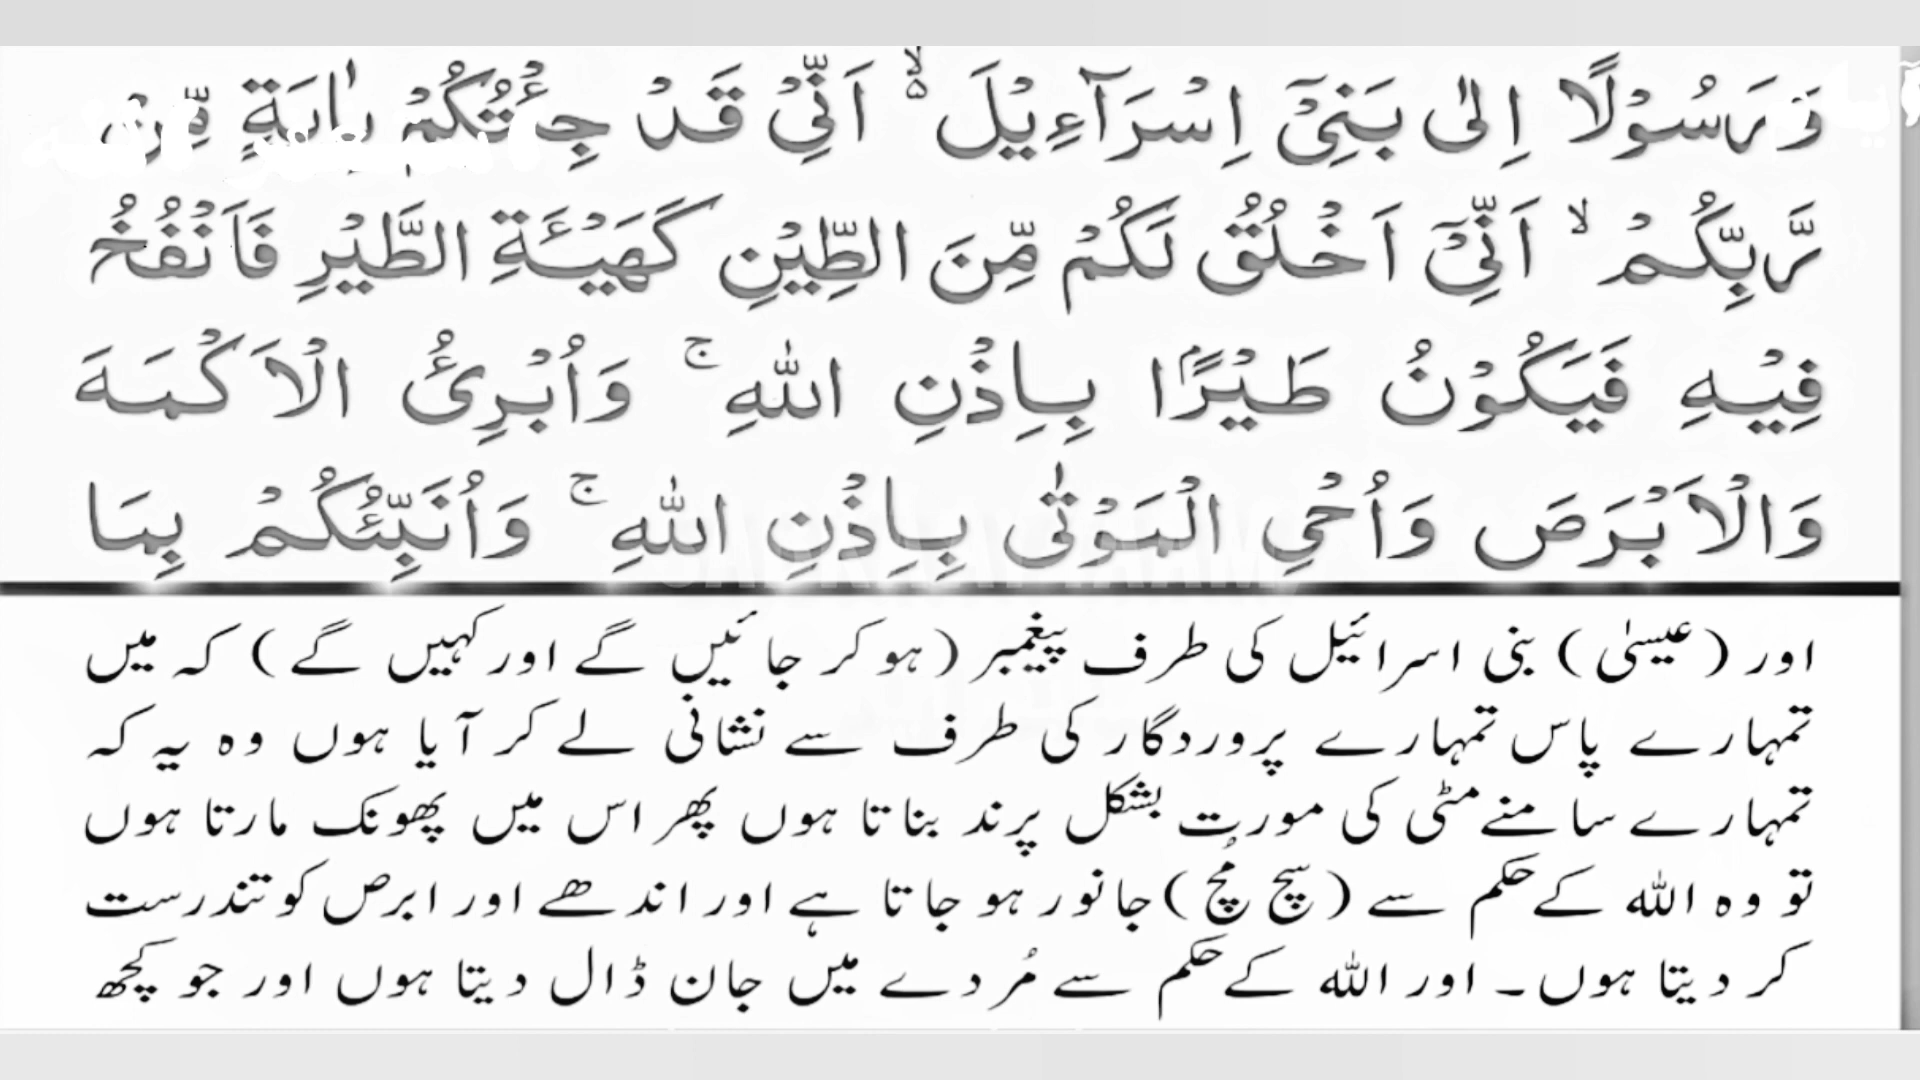 وَرَسُوْلًا اِلٰى بَنِىْٓ اِسْرَآءِيْلَ ۙ۬ اَنِّىْ قَدْ جِئْتُكُمْ بِاٰيَةٍ مِّنْ
رَّبِّكُمْ ۙ اَنِّىْٓ اَخْلُقُ لَكُمْ مِّنَ الطِّيْنِ كَهَيْـَٔةِ الطَّيْرِ فَاَنْفُخُ
فِيْهِ فَيَكُوْنُ طَيْرًۢا بِاِذْنِ اللّٰهِ ۚ وَاُبْرِئُ الْاَكْمَهَ
وَالْاَبْرَصَ وَاُحْىِ الْمَوْتٰى بِاِذْنِ اللّٰهِ ۚ وَاُنَبِّئُكُمْ بِمَا
اور (عیسیٰ) بنی اسرائیل کی طرف پیغمبر (ہو کر جائیں گے اور کہیں گے) کہ میں
تمہارے پاس تمہارے پروردگار کی طرف سے نشانی لے کر آیا ہوں وہ یہ کہ
تمہارے سامنے مٹی کی مورت بشکل پرند بناتا ہوں پھر اس میں پھونک مارتا ہوں
تو وہ اللہ کے حکم سے (سچ مُچ) جانور ہو جاتا ہے اور اندھے اور ابرص کو تندرست
کر دیتا ہوں۔ اور اللہ کے حکم سے مُردے میں جان ڈال دیتا ہوں اور جو کچھ